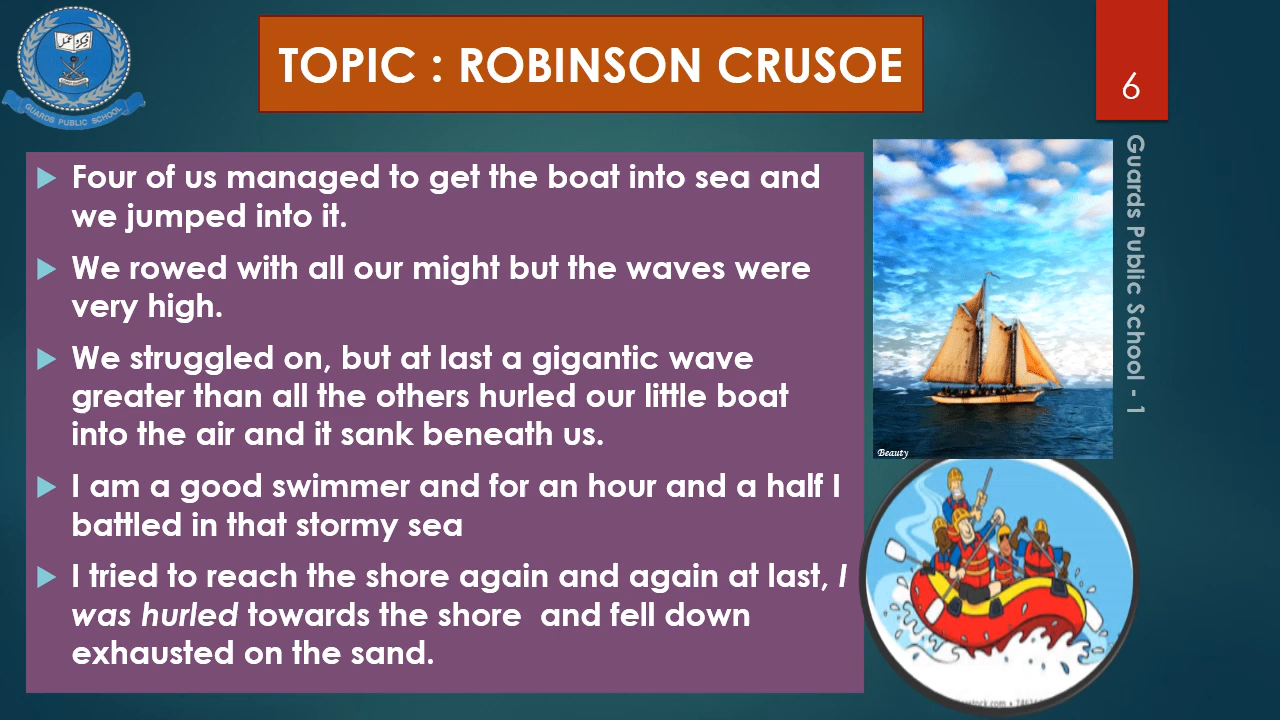 GUARDS PUBLIC SCHOOL
TOPIC : ROBINSON CRUSOE
6
Four of us managed to get the boat into sea and
we jumped into it.
We rowed with all our might but the waves were
very high.
We struggled on, but at last a gigantic wave
greater than all the others hurled our little boat
into the air and it sank beneath us.
I am a good swimmer and for an hour and a half I
battled in that stormy sea
I tried to reach the shore again and again at last, I
was hurled towards the shore  and fell down
exhausted on the sand.
Beauty
Guards Public School - 1